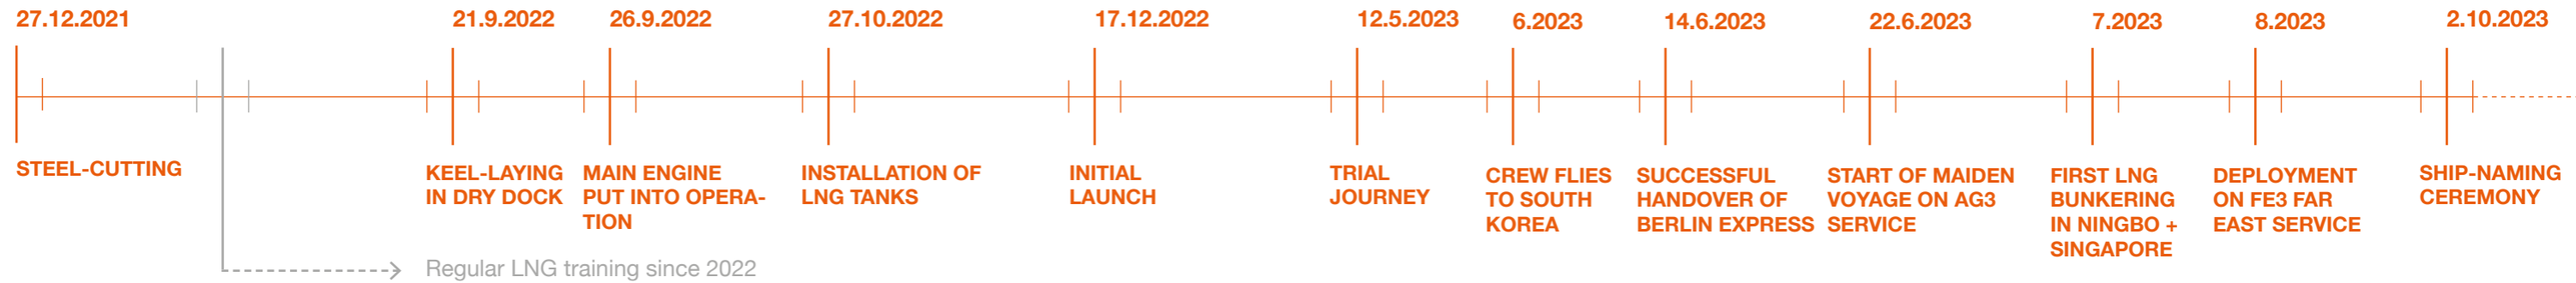 27.12.2021
21.9.2022
26.9.2022
27.10.2022
17.12.2022
12.5.2023
6.2023
14.6.2023
22.6.2023
7.2023
8.2023
2.10.2023
STEEL-CUTTING
KEEL-LAYING
IN DRY DOCK
MAIN ENGINE
PUT INTO OPERA-
TION
INSTALLATION OF
LNG TANKS
INITIAL
LAUNCH
TRIAL
JOURNEY
CREW FLIES
TO SOUTH
KOREA
SUCCESSFUL
HANDOVER OF
BERLIN EXPRESS
START OF MAIDEN
VOYAGE ON AG3
SERVICE
FIRST LNG
BUNKERING
IN NINGBO +
SINGAPORE
DEPLOYMENT
ON FE3 FAR
EAST SERVICE
SHIP-NAMING
CEREMONY
Regular LNG training since 2022